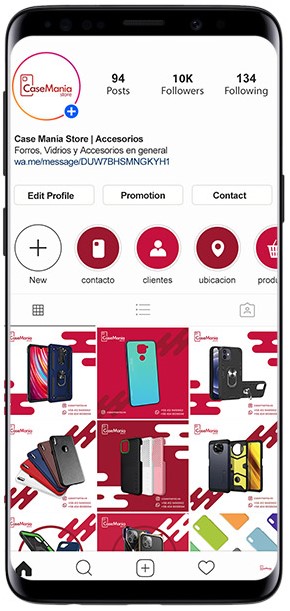 CaseMania
store
94
10K
134
Posts
Followers
Following
Case Mania Store | Accesorios
Forros, Vidrios y Accesorios en general
wa.me/message/DUW7BHSMNGKYH1
Edit Profile
Promotion
Contact
New
contacto
clientes
ubicacion
produ
CaseMania
CaseMania
CaseMania
CaseMania
CaseMania
CaseMania
CaseMania